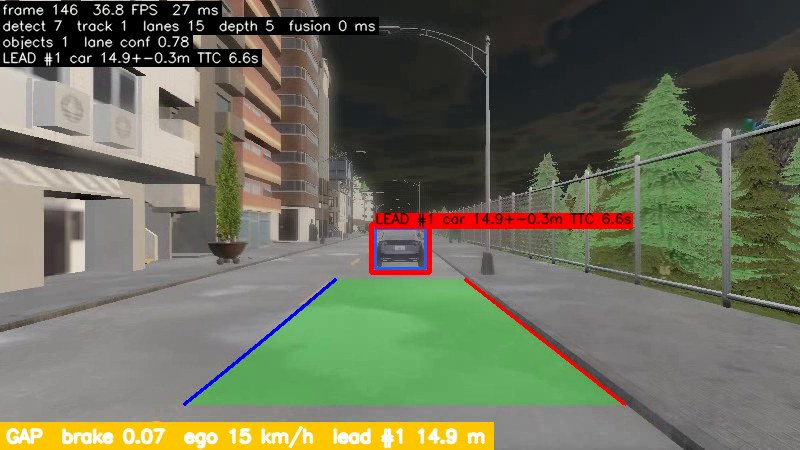 frame 146 36.8 FPS 27 ms
detect 7 track 1 lanes 15 depth 5 fusion 0 ms
objects 1 lane conf 0.78
LEAD #1 car 14.9+-0.3m TTC 6.6s
LEAD #1 car 14.9+-0.3m TTC 6.6s
GAP brake 0.07 ego 15 km/h lead #1 14.9 m